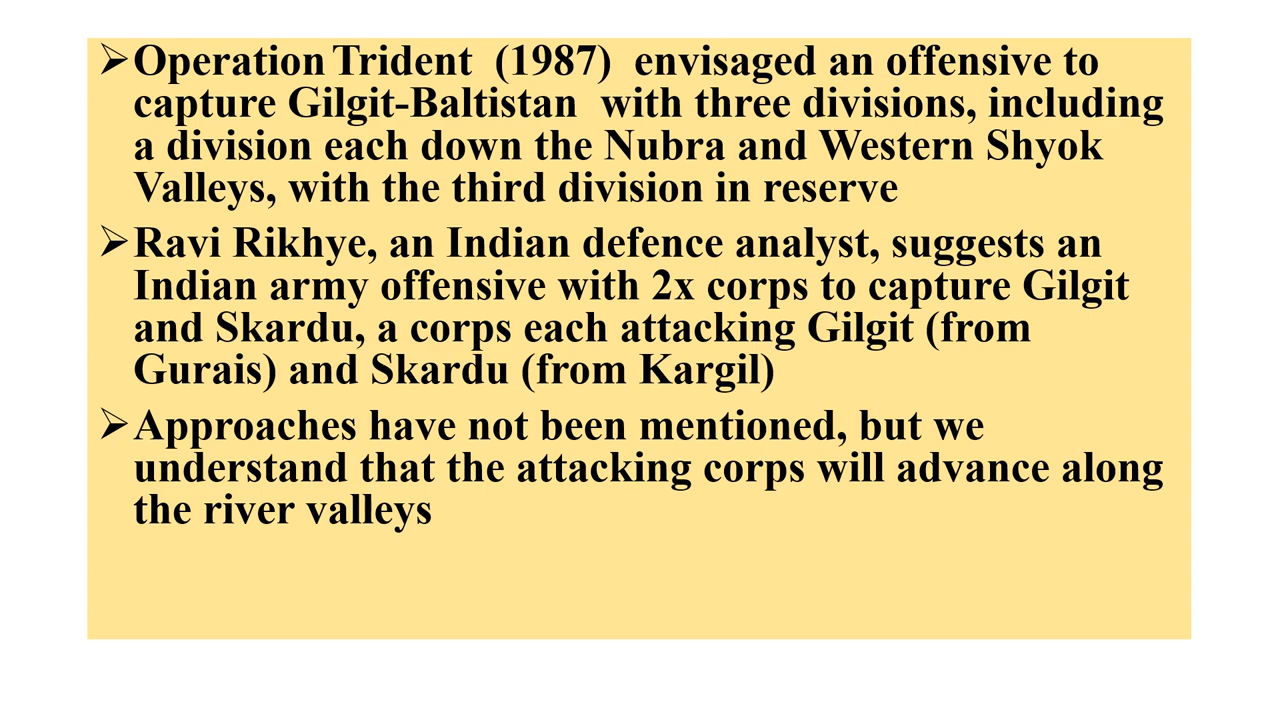 ➢Operation Trident (1987) envisaged an offensive to
capture Gilgit-Baltistan with three divisions, including
a division each down the Nubra and Western Shyok
Valleys, with the third division in reserve
➢Ravi Rikhye, an Indian defence analyst, suggests an
Indian army offensive with 2x corps to capture Gilgit
and Skardu, a corps each attacking Gilgit (from
Gurais) and Skardu (from Kargil)
➢Approaches have not been mentioned, but we
understand that the attacking corps will advance along
the river valleys